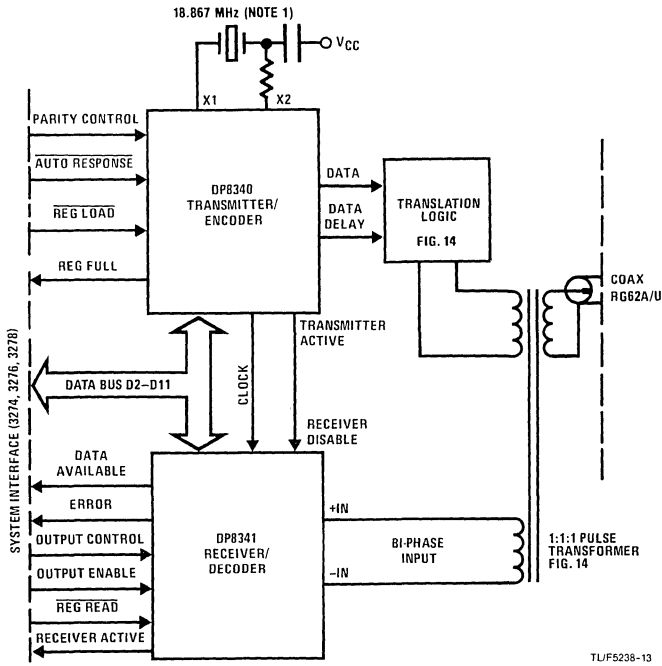 18.867 MHz (NOTE 1)
VCC
X1
X2
PARITY CONTROL
AUTO RESPONSE
REG LOAD
REG FULL
DP8340
TRANSMITTER/
ENCODER
DATA
DATA
DELAY
TRANSLATION
LOGIC
FIG. 14
COAX
RG62A/U
TRANSMITTER
ACTIVE
CLOCK
DATA BUS D2–D11
RECEIVER
DISABLE
SYSTEM INTERFACE (3274, 3276, 3278)
DATA
AVAILABLE
ERROR
OUTPUT CONTROL
OUTPUT ENABLE
REG READ
RECEIVER ACTIVE
DP8341
RECEIVER/
DECODER
+IN
BI-PHASE
INPUT
–IN
1:1:1 PULSE
TRANSFORMER
FIG. 14
TL/F5238-13